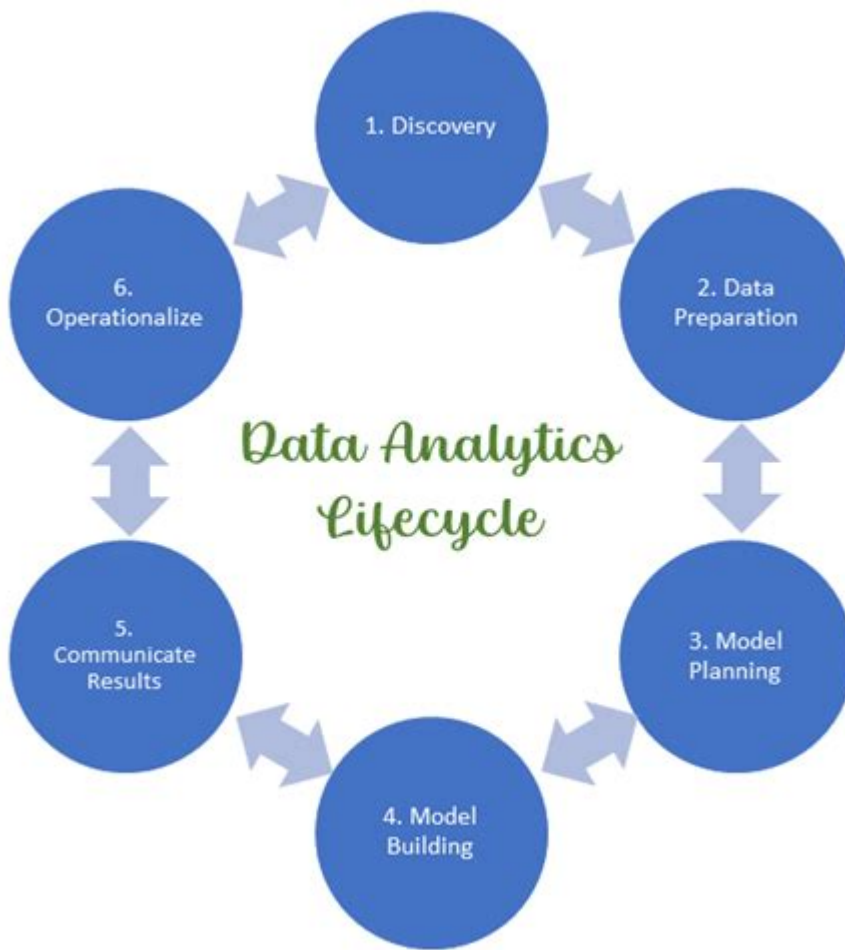 1. Discovery
2. Data
Preparation
3. Model
Planning
4. Model
Building
5.
Communicate
Results
6.
Operationalize
Data Analytics
Lifecycle